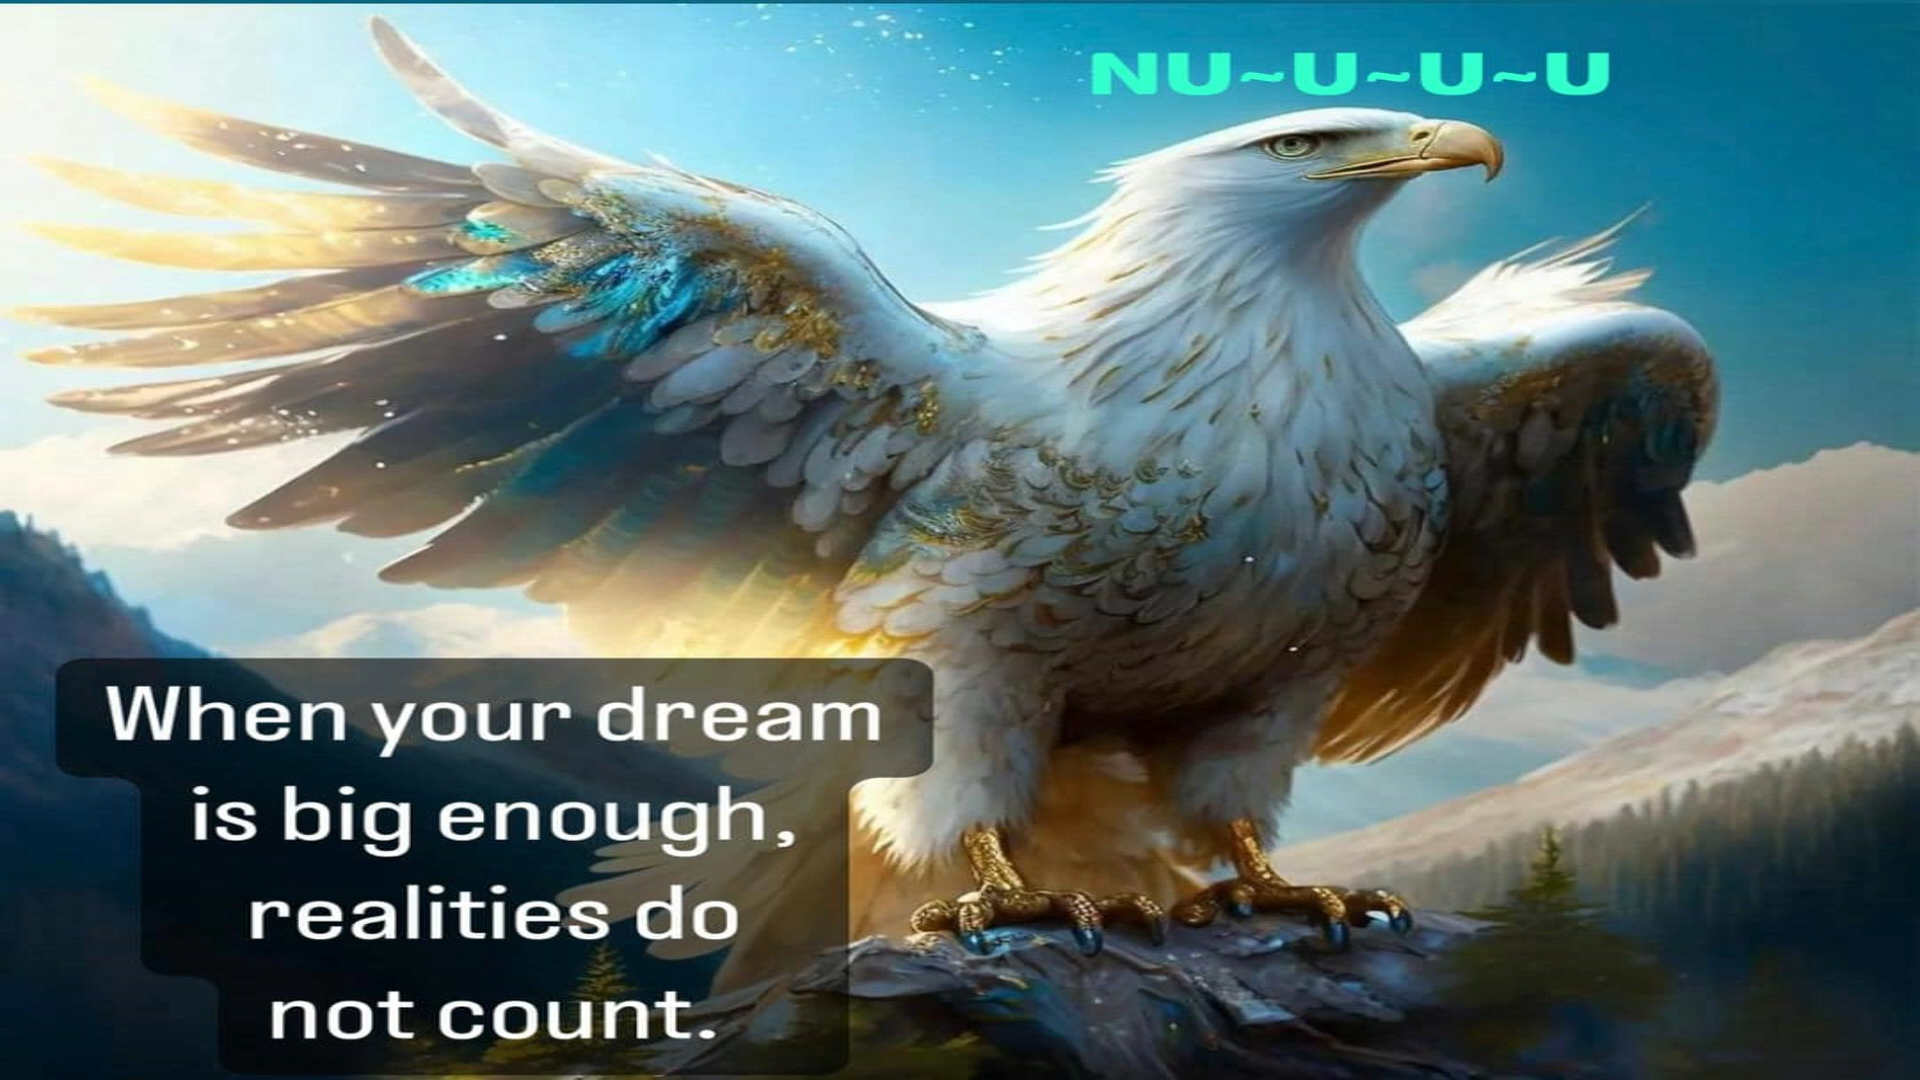 NU~U~U~U
When your dream
is big enough,
realities do
not count.